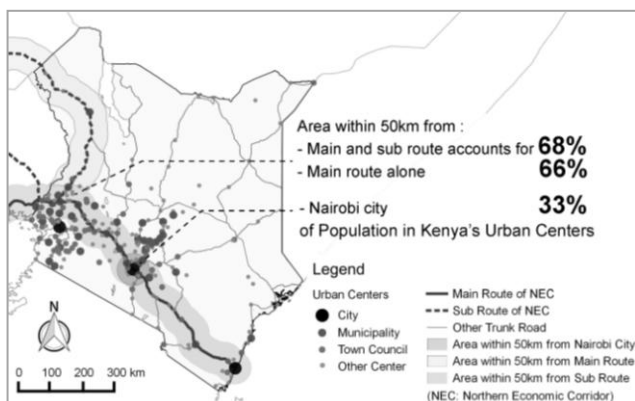 Area within 50km from :
- Main and sub route accounts for 68%
- Main route alone 66%
- Nairobi city 33%
of Population in Kenya's Urban Centers
Legend
Urban Centers
City
Municipality
Town Council
Other Center
Main Route of NEC
Sub Route of NEC
Other Trunk Road
Area within 50km from Nairobi City
Area within 50km from Main Route
Area within 50km from Sub Route
(NEC: Northern Economic Corridor)
N
0 100 200 300 km